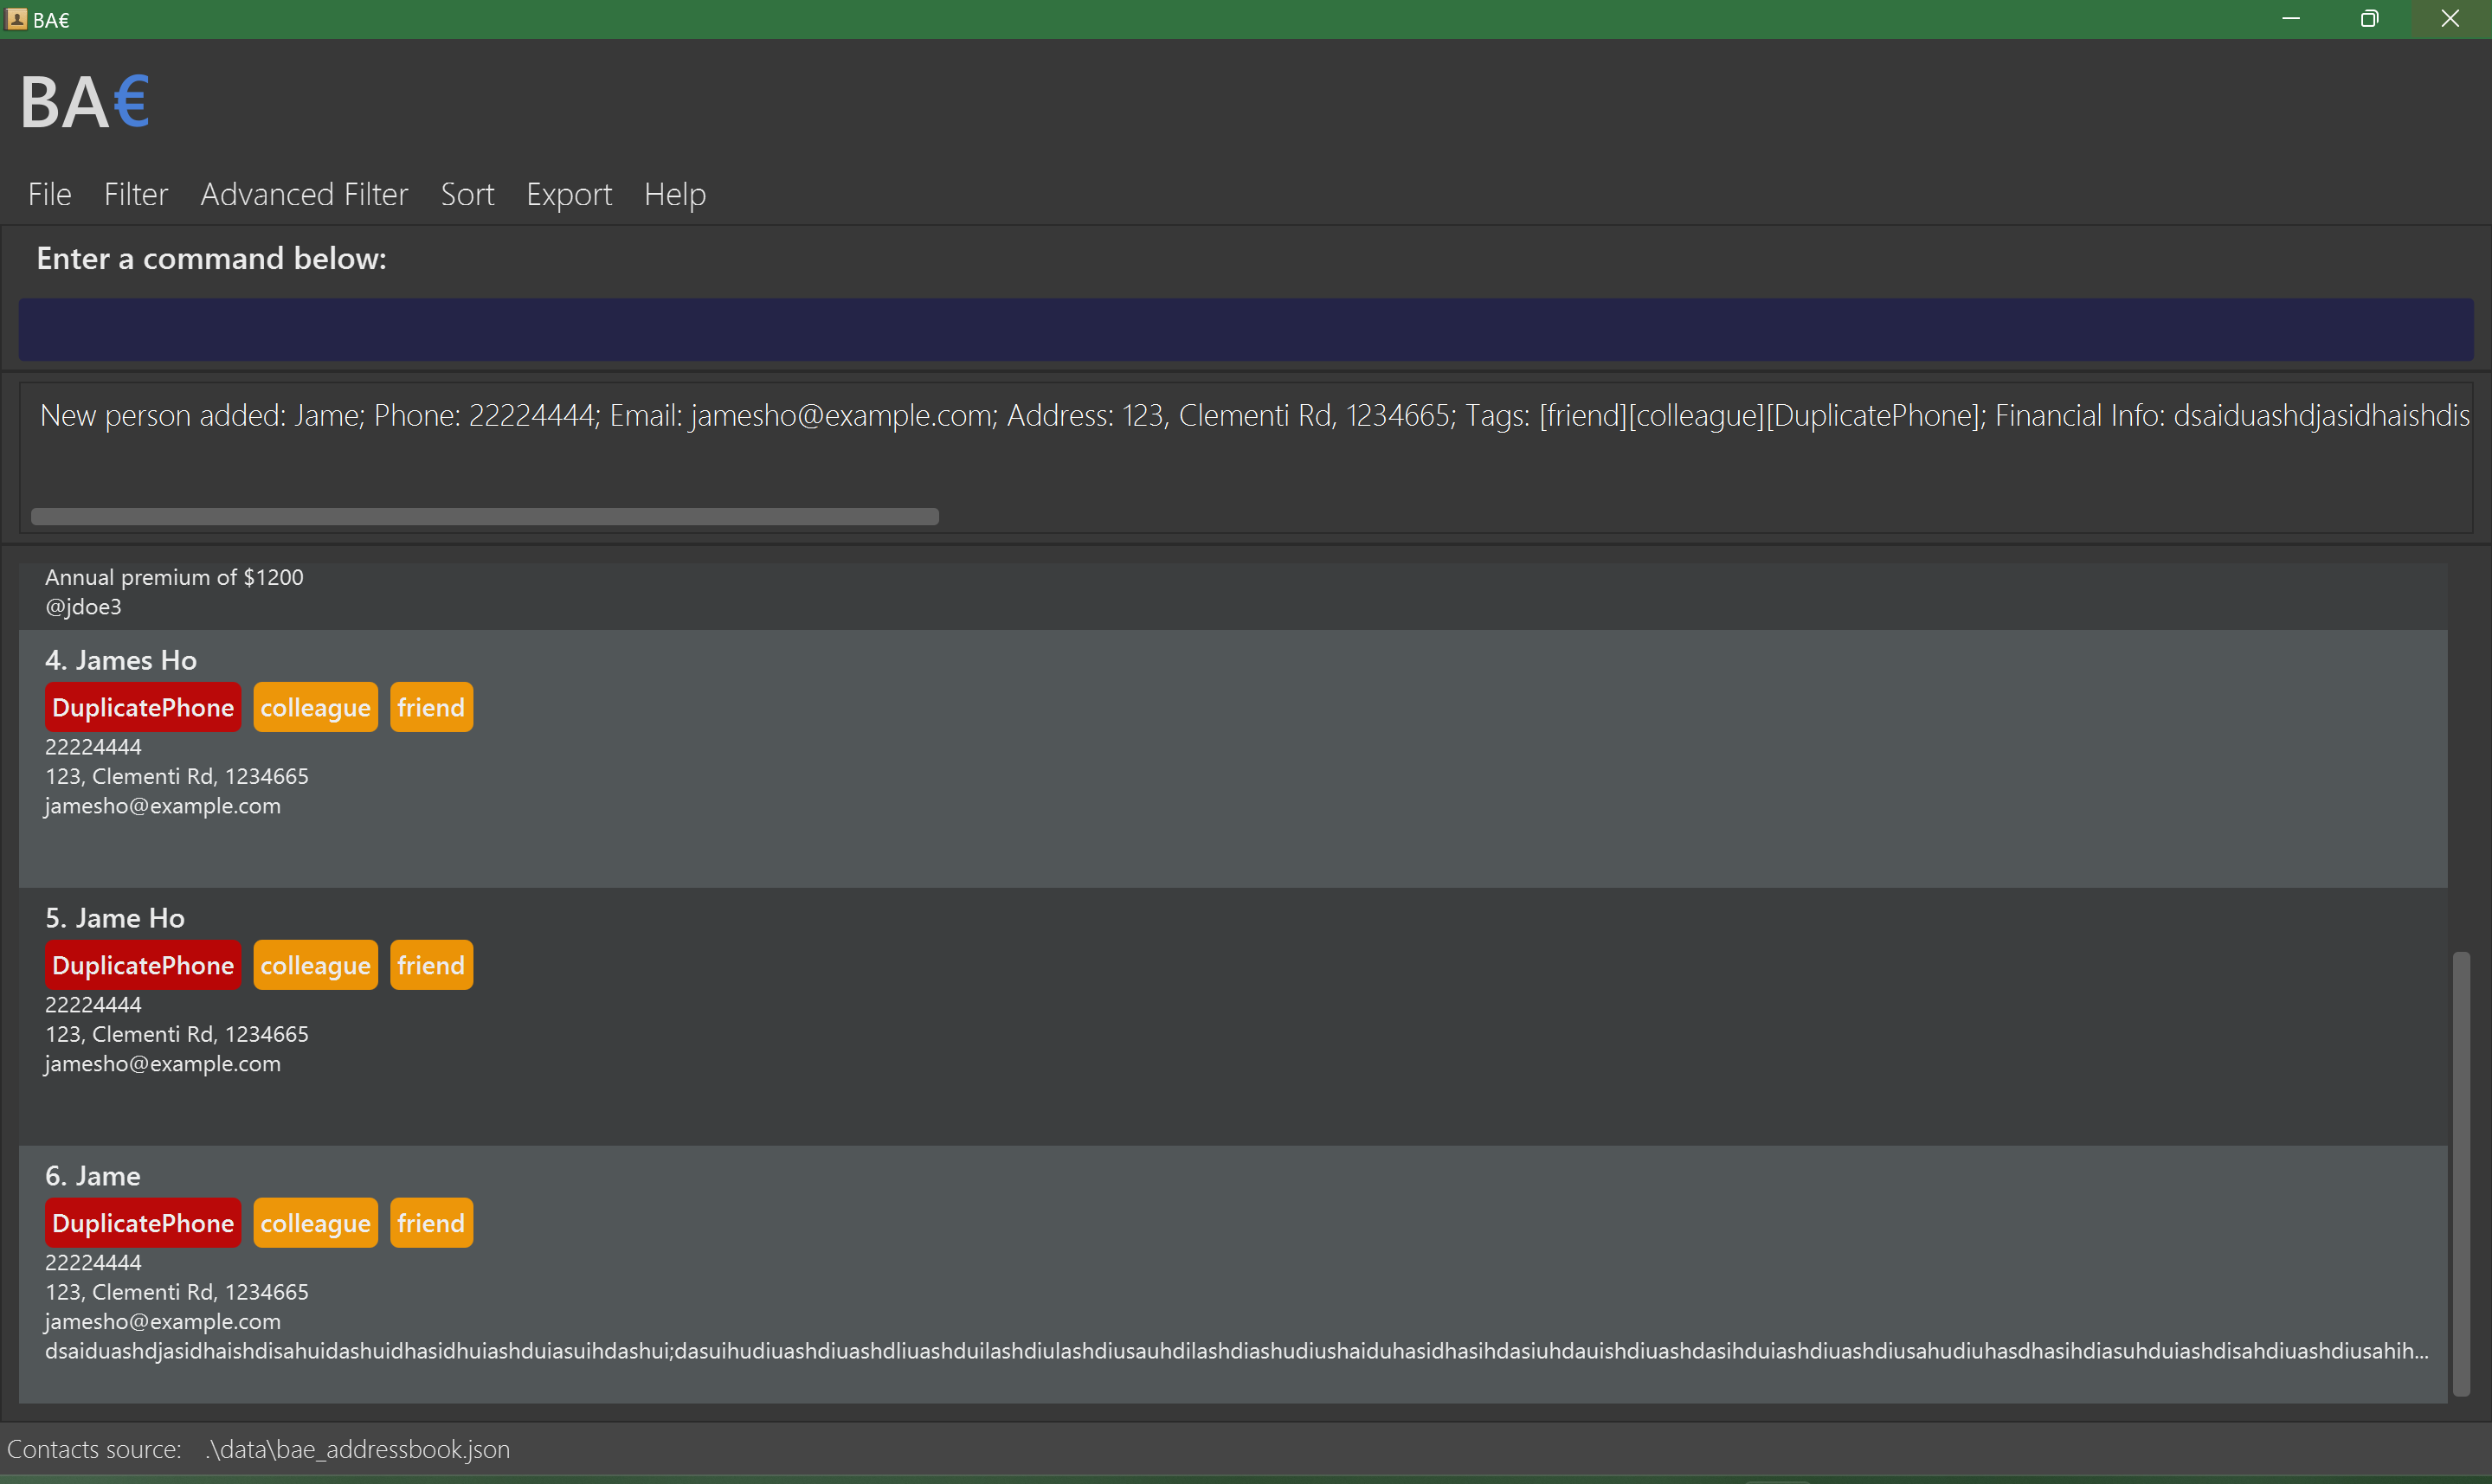 BA€
BA€
File Filter Advanced Filter Sort Export Help
Enter a command below:
New person added: Jame; Phone: 22224444; Email: jamesho@example.com; Address: 123, Clementi Rd, 1234665; Tags: [friend][colleague][DuplicatePhone]; Financial Info: dsaiduashdjasidhaishdis
Annual premium of $1200
@jdoe3
4. James Ho
DuplicatePhone colleague friend
22224444
123, Clementi Rd, 1234665
jamesho@example.com
5. Jame Ho
DuplicatePhone colleague friend
22224444
123, Clementi Rd, 1234665
jamesho@example.com
6. Jame
DuplicatePhone colleague friend
22224444
123, Clementi Rd, 1234665
jamesho@example.com
dsaiduashdjasidhaishdisahuidashuidhasidhuiashduiasuihdashui;dasuihudiuashdiuashdliuashduilashdiulashdiusauhdilashdiashudiushaiduhasidhasihdasiuhdauishdiuashdasihduiashdiuashdiusahudiuhasdhasihdiasuhduiashdisahdiuashdiusahih...
Contacts source: .\data\bae_addressbook.json